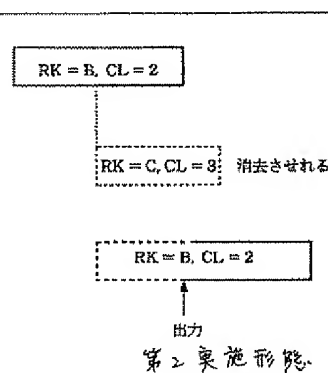 RK=B, CL=2
RK=C, CL=3 消去させれる
RK=B, CL=2
出力
第2実施形態